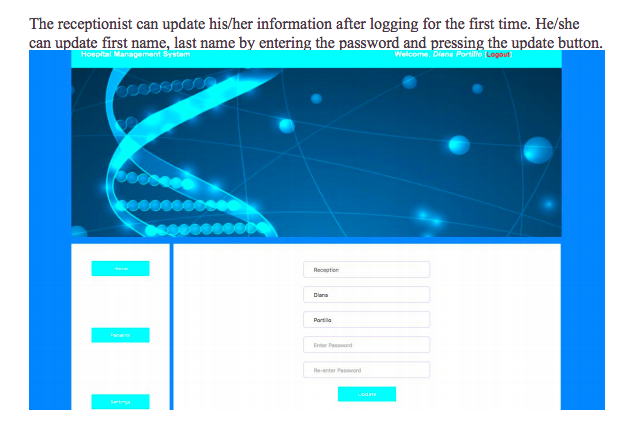 The receptionist can update his/her information after logging for the first time. He/she
can update first name, last name by entering the password and pressing the update button.
Hospital Management System
Welcome, Diana Portillo (Logout)
Home
Patients
Settings
Reception
Diana
Portillo
Enter Password
Re-enter Password
Update